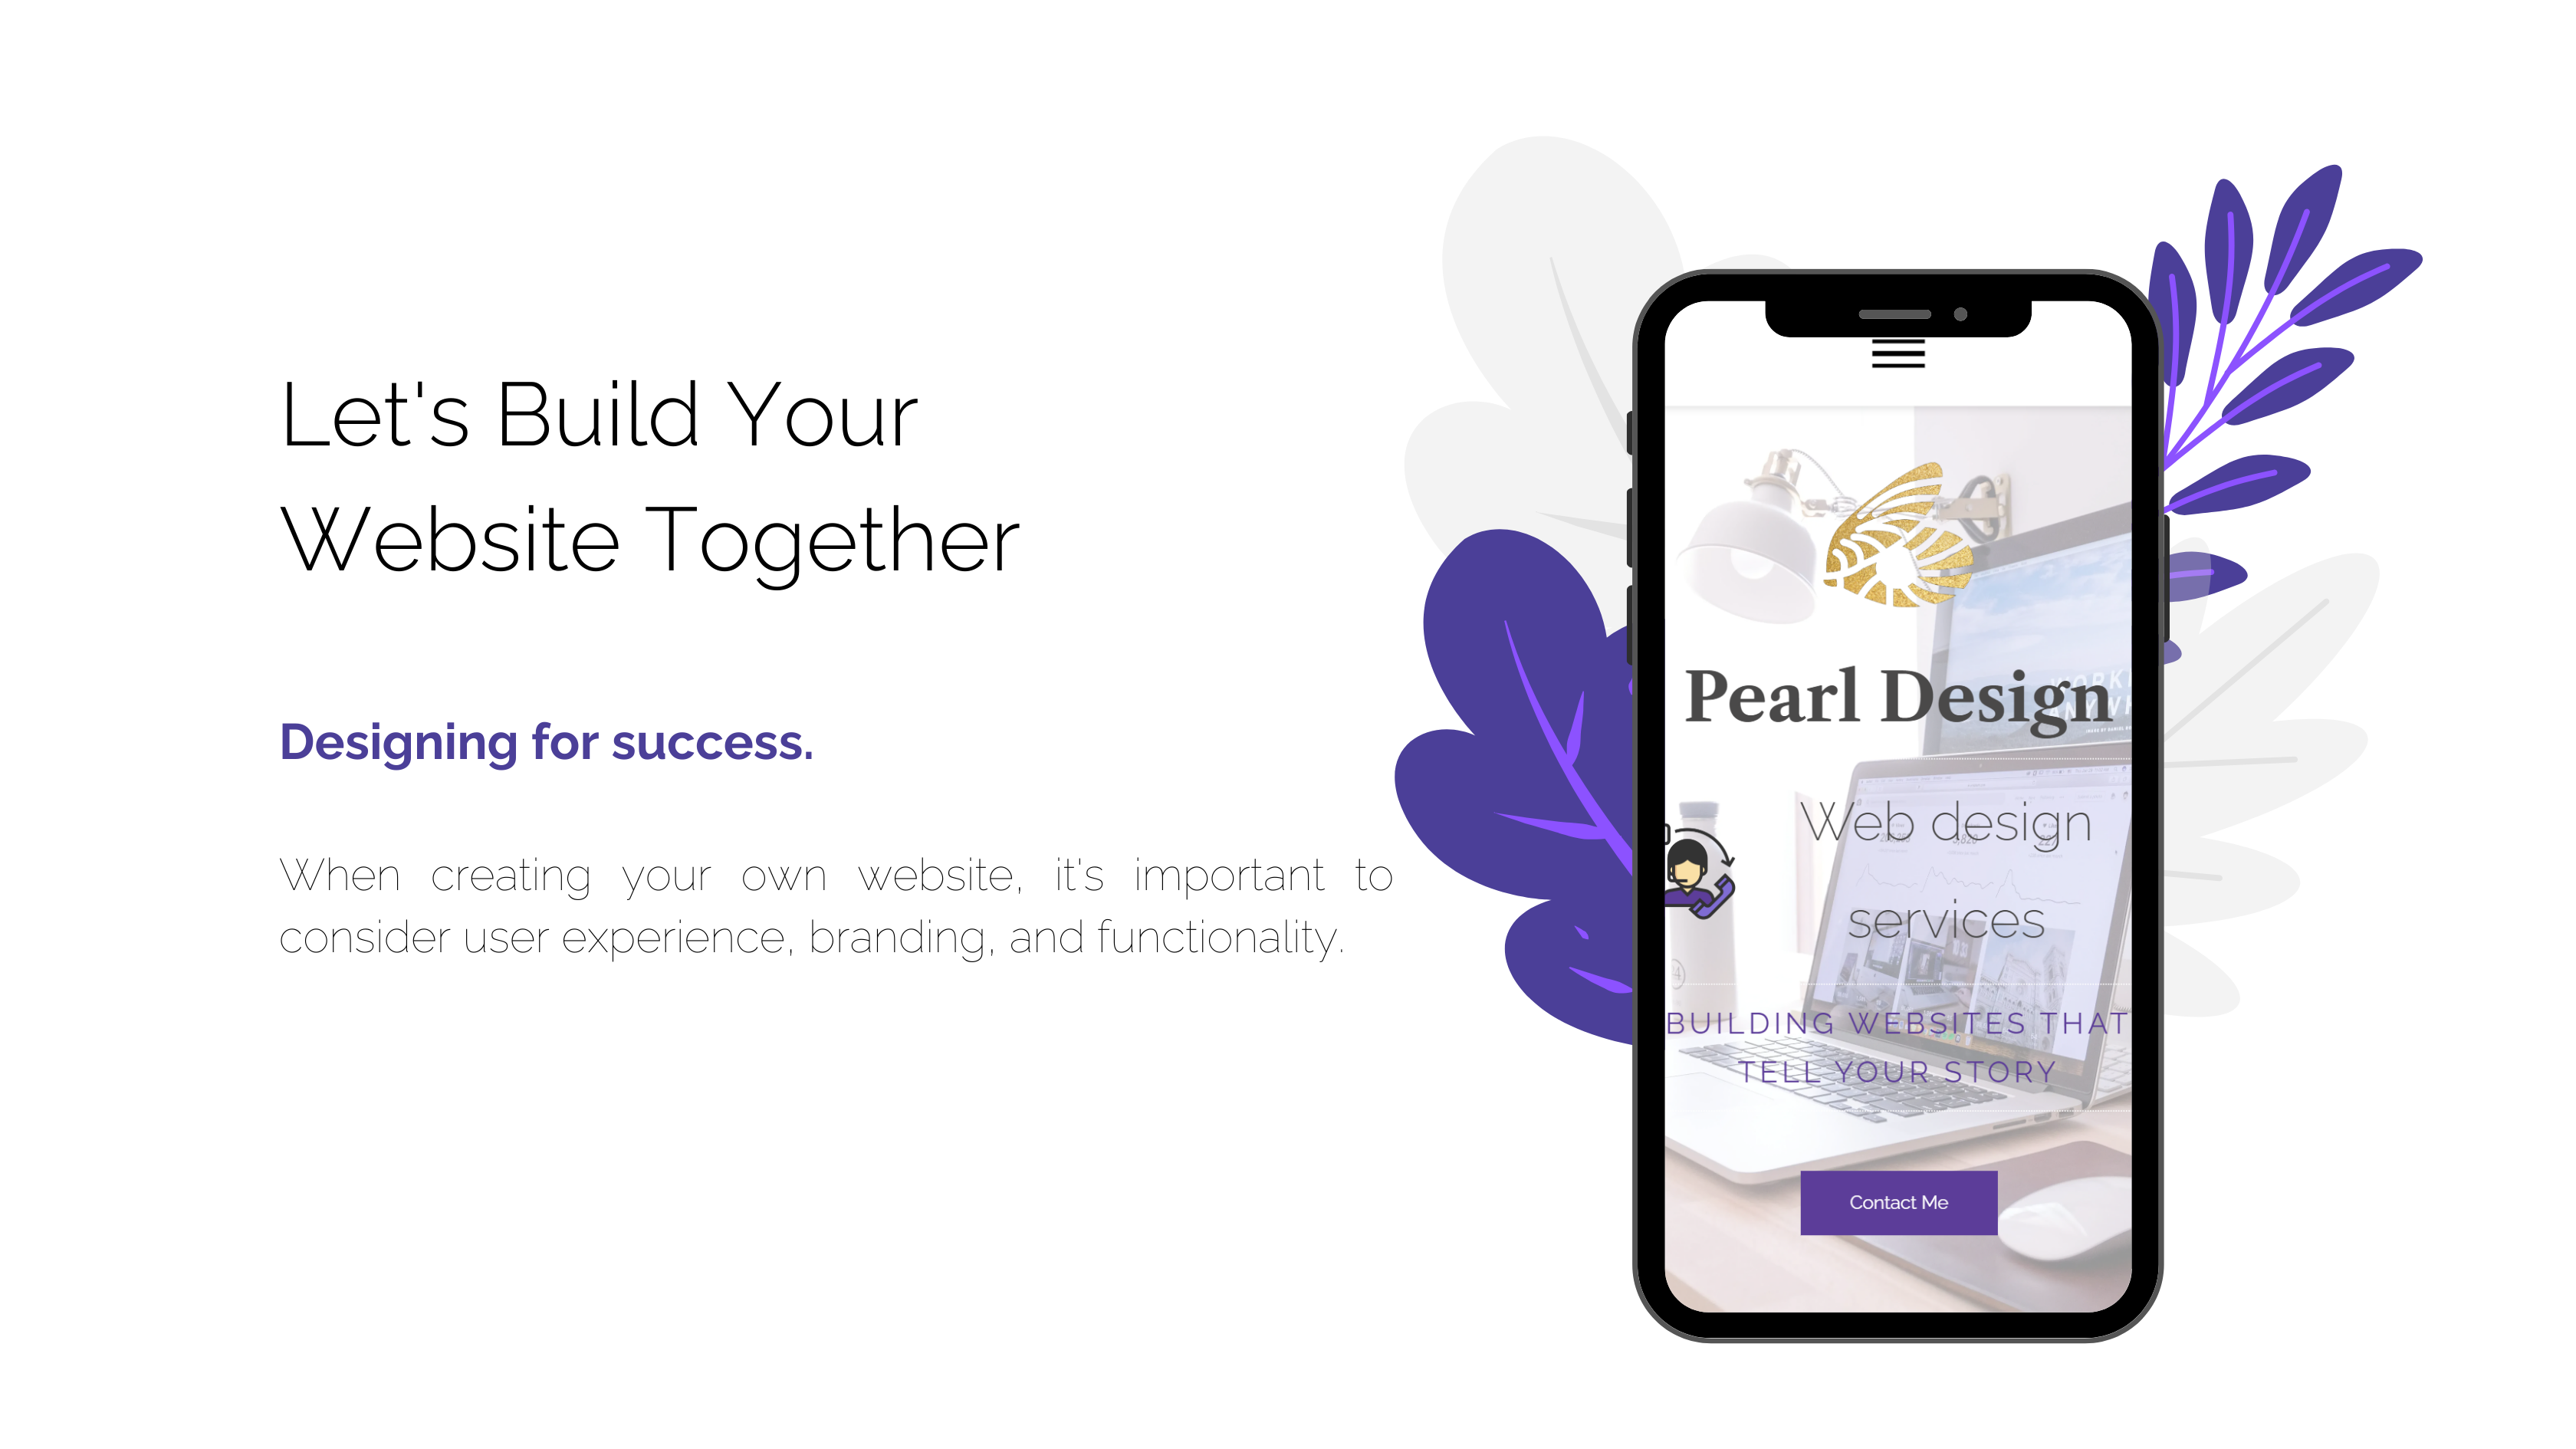 Let's Build Your
Website Together
Designing for success.
When creating your own website, it's important to
consider user experience, branding, and functionality.
Pearl Design
Web design
services
BUILDING WEBSITES THAT
TELL YOUR STORY
Contact Me